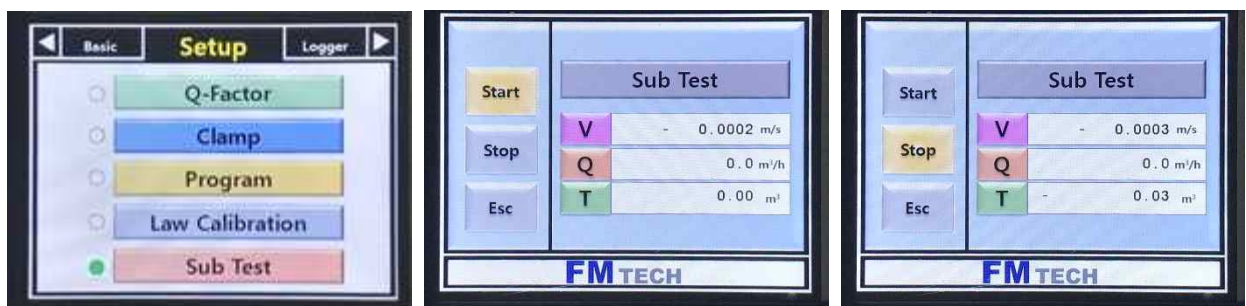 ◀ Basic Setup Logger ▶
Q-Factor
Clamp
Program
Law Calibration
Sub Test
Sub Test
Start
V - 0.0002 m/s
Stop
Q 0.0 m³/h
T 0.00 m³
Esc
FM TECH
Sub Test
Start
V - 0.0003 m/s
Stop
Q 0.0 m³/h
T - 0.03 m³
Esc
FM TECH